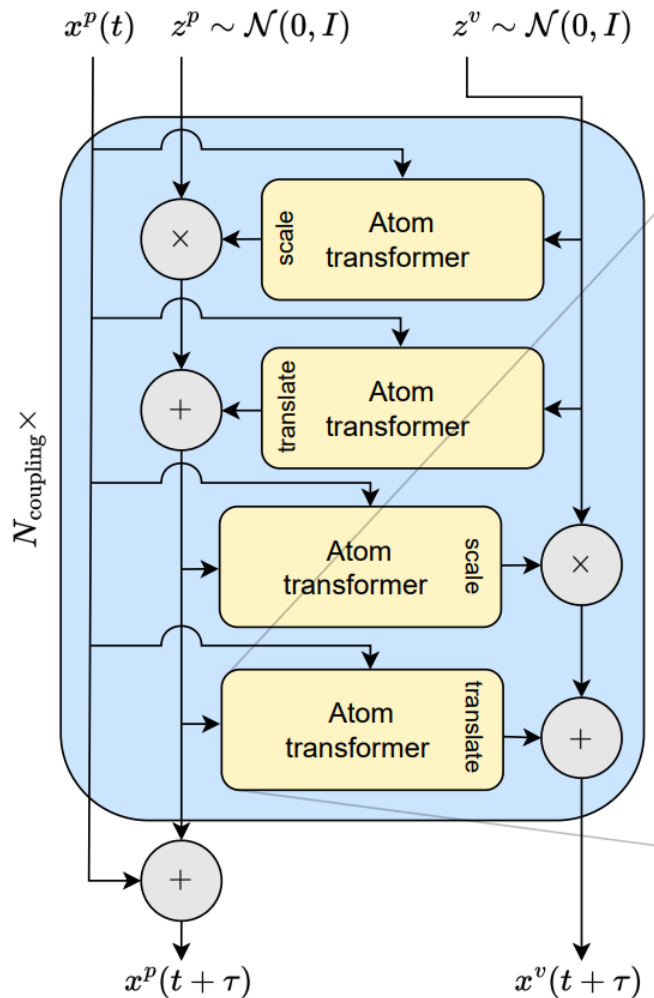 x^p(t) z^p ∼ 𝒩(0, I) z^v ∼ 𝒩(0, I)
Atom
transformer
scale
×
Atom
transformer
translate
+
N_coupling×
Atom
transformer
scale
×
Atom
transformer
translate
+
+
x^p(t + τ) x^v(t + τ)